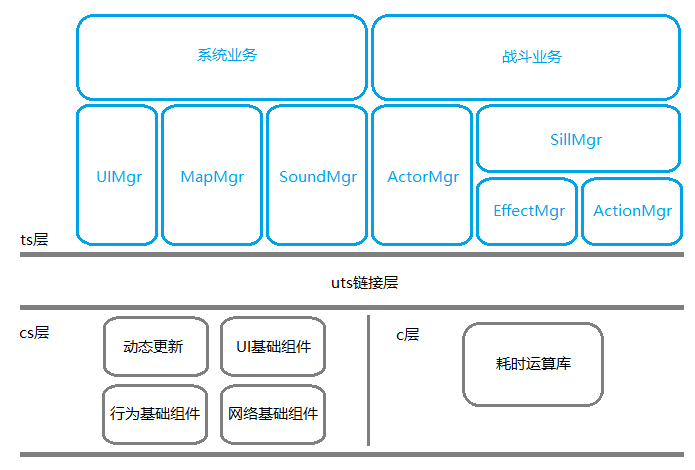 系统业务
战斗业务
UIMgr
MapMgr
SoundMgr
ActorMgr
SillMgr
EffectMgr
ActionMgr
ts层
uts链接层
cs层
动态更新
UI基础组件
行为基础组件
网络基础组件
c层
耗时运算库